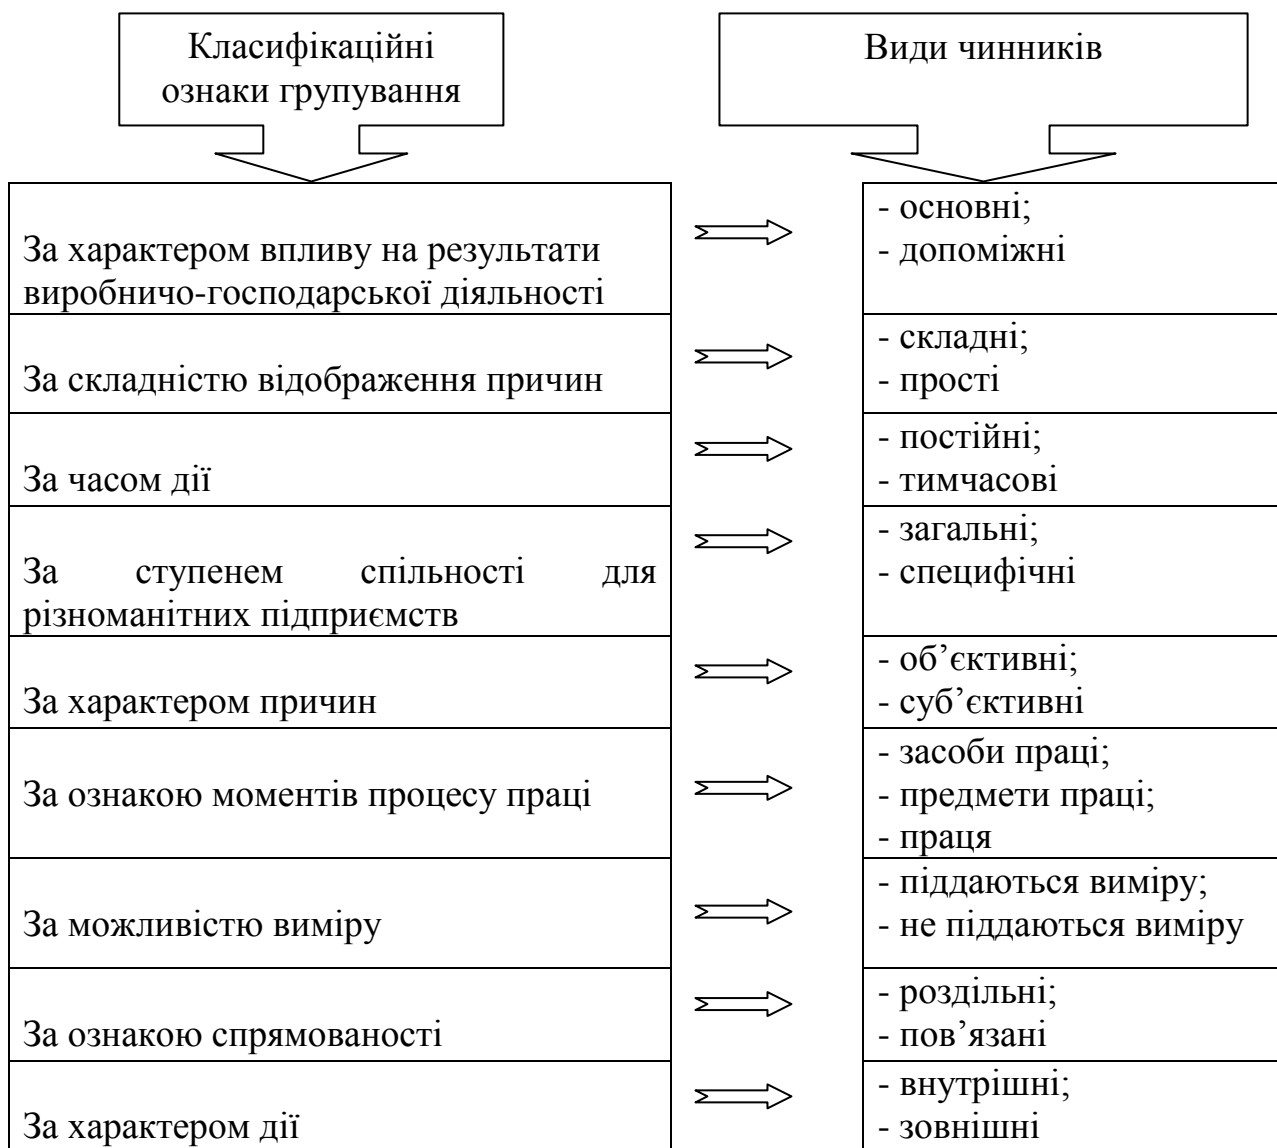 Класифікаційні
ознаки групування
Види чинників
За характером впливу на результати
виробничо-господарської діяльності
- основні;
- допоміжні
За складністю відображення причин
- складні;
- прості
За часом дії
- постійні;
- тимчасові
За ступенем спільності для
різноманітних підприємств
- загальні;
- специфічні
За характером причин
- об’єктивні;
- суб’єктивні
За ознакою моментів процесу праці
- засоби праці;
- предмети праці;
- праця
За можливістю виміру
- піддаються виміру;
- не піддаються виміру
За ознакою спрямованості
- роздільні;
- пов’язані
За характером дії
- внутрішні;
- зовнішні